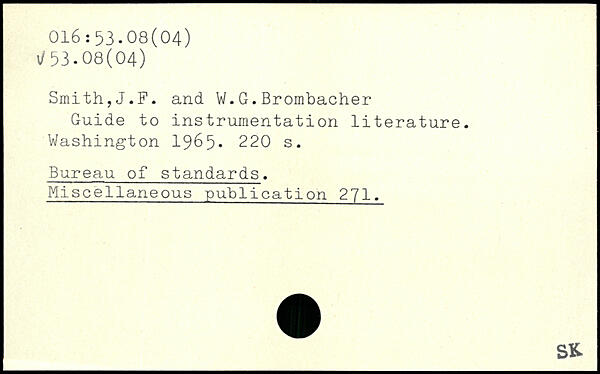 016:53.08(04)
√53.08(04)
Smith,J.F. and W.G.Brombacher
Guide to instrumentation literature.
Washington 1965. 220 s.
Bureau of standards.
Miscellaneous publication 271.
SK